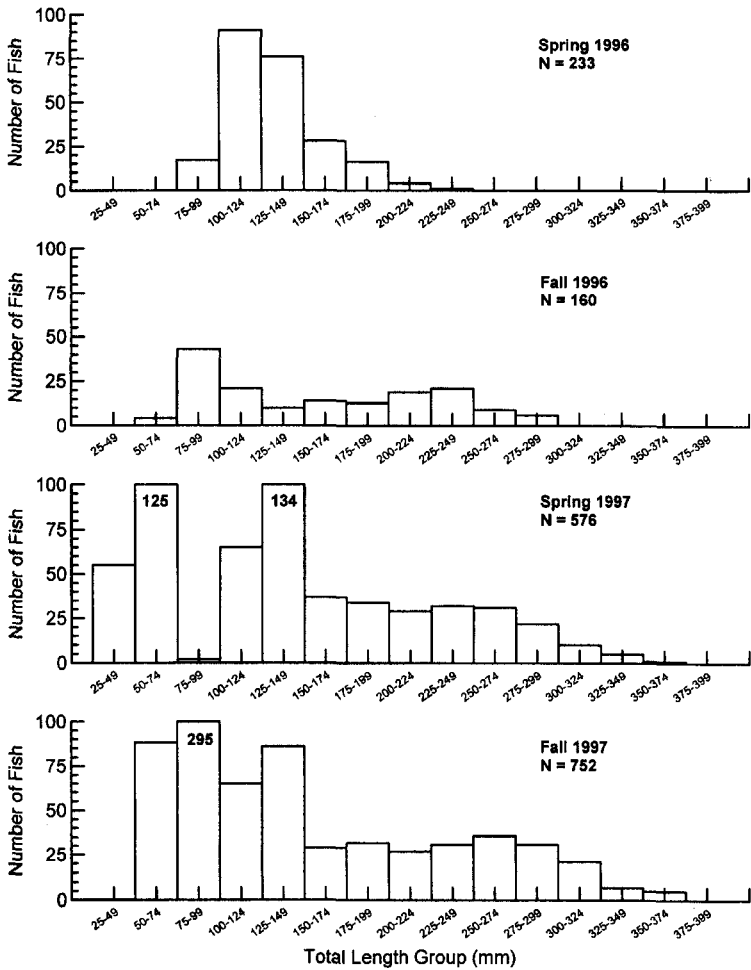 100
75
50
25
0
Number of Fish
Spring 1996
N = 233
25-49 50-74 75-99 100-124 125-149 150-174 175-199 200-224 225-249 250-274 275-299 300-324 325-349 350-374 375-399
100
75
50
25
0
Number of Fish
Fall 1996
N = 160
25-49 50-74 75-99 100-124 125-149 150-174 175-199 200-224 225-249 250-274 275-299 300-324 325-349 350-374 375-399
100
75
50
25
0
Number of Fish
125
134
Spring 1997
N = 576
25-49 50-74 75-99 100-124 125-149 150-174 175-199 200-224 225-249 250-274 275-299 300-324 325-349 350-374 375-399
100
75
50
25
0
Number of Fish
295
Fall 1997
N = 752
25-49 50-74 75-99 100-124 125-149 150-174 175-199 200-224 225-249 250-274 275-299 300-324 325-349 350-374 375-399
Total Length Group (mm)